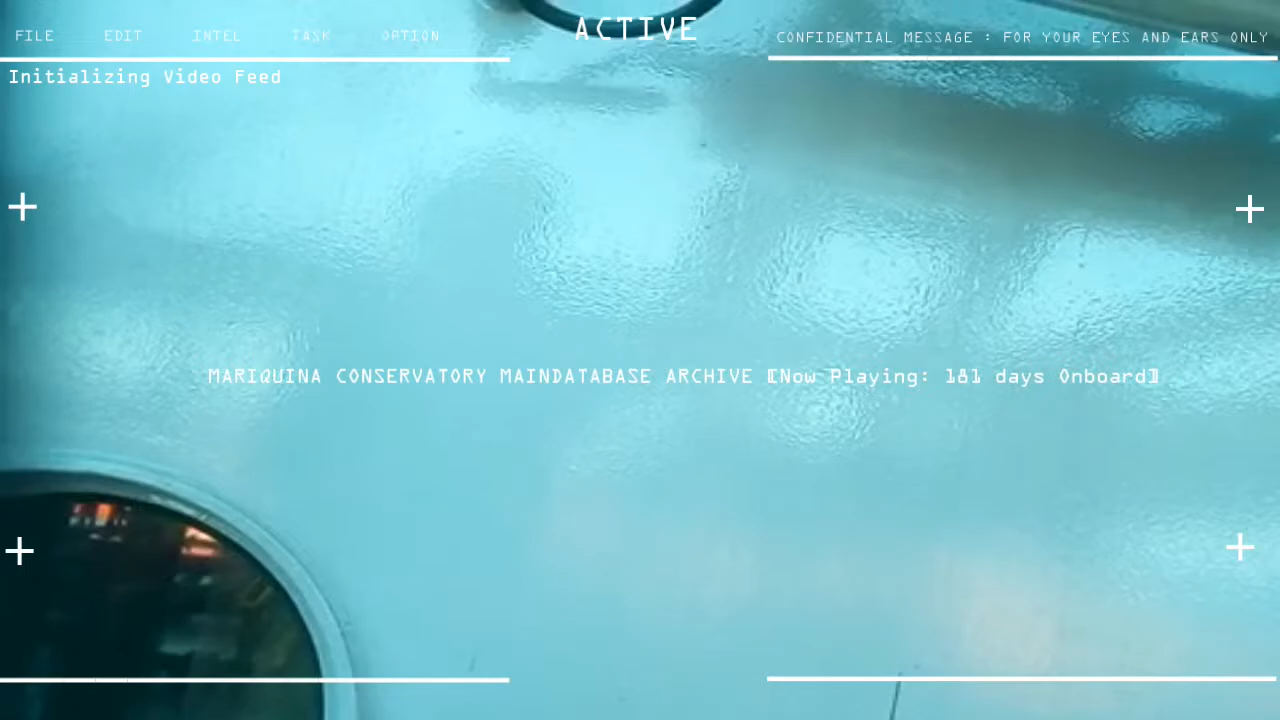 FILE EDIT INTEL TASK OPTION
ACTIVE
CONFIDENTIAL MESSAGE : FOR YOUR EYES AND EARS ONLY
Initializing Video Feed
MARIQUINA CONSERVATORY MAINDATABASE ARCHIVE [Now Playing: 181 days Onboard]